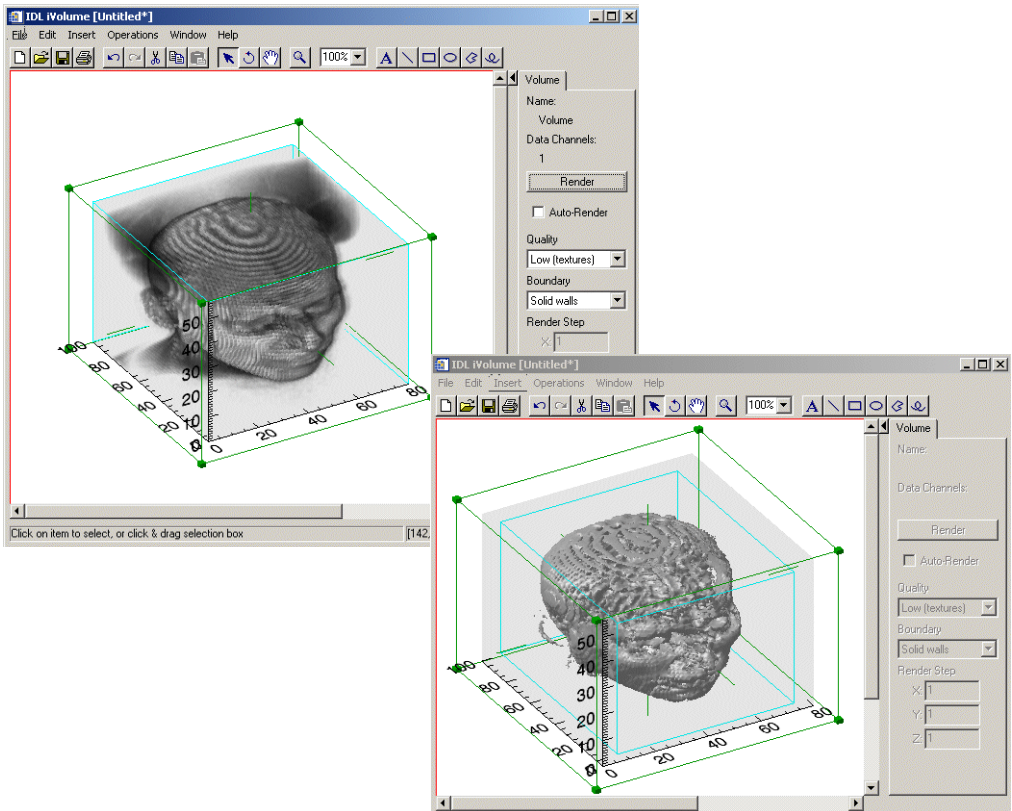 IDL iVolume [Untitled*]
File Edit Insert Operations Window Help
100%
A
Volume
Name:
Volume
Data Channels:
1
Render
Auto-Render
Quality
Low (textures)
Boundary
Solid walls
Render Step
X: 1
50
40
30
20
10
0
100
80
60
40
20
0
20
40
60
80
Click on item to select, or click & drag selection box
[142,
IDL iVolume [Untitled*]
File Edit Insert Operations Window Help
100%
A
Volume
Name:
Data Channels:
Render
Auto-Render
Quality
Low (textures)
Boundary
Solid walls
Render Step
X: 1
Y: 1
Z: 1
50
40
30
20
10
100
80
60
40
20
0
20
40
60
80